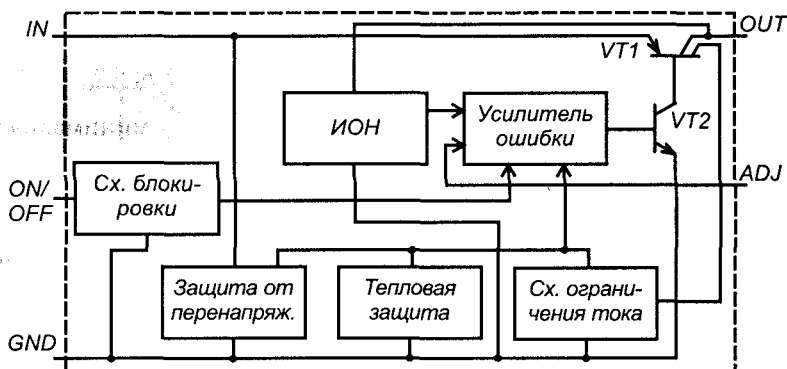 IN
OUT
VT1
ИОН
Усилитель
ошибки
VT2
ON/
OFF
Сх. блоки-
ровки
ADJ
Защита от
перенапряж.
Тепловая
защита
Сх. ограни-
чения тока
GND